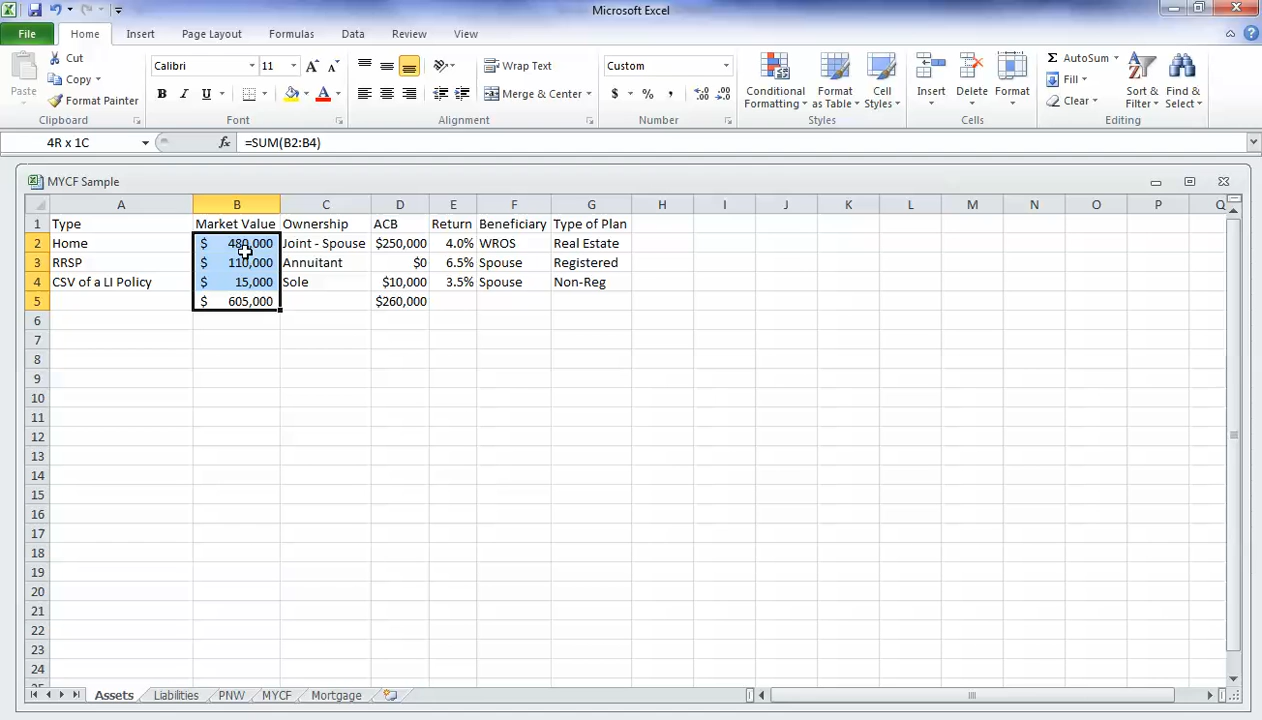 Microsoft Excel
File Home Insert Page Layout Formulas Data Review View
Paste
Cut
Copy
Format Painter
Clipboard
Calibri 11
B I U
Font
Wrap Text
Merge & Center
Alignment
Custom
$ % ,
Number
Conditional Formatting
Format as Table
Cell Styles
Styles
Insert
Delete
Format
Cells
AutoSum
Fill
Clear
Sort & Filter
Find & Select
Editing
4R x 1C fx =SUM(B2:B4)
MYCF Sample
A B C D E F G H I J K L M N O P Q
1 Type Market Value Ownership ACB Return Beneficiary Type of Plan
2 Home $ 480,000 Joint - Spouse $250,000 4.0% WROS Real Estate
3 RRSP $ 110,000 Annuitant $0 6.5% Spouse Registered
4 CSV of a LI Policy $ 15,000 Sole $10,000 3.5% Spouse Non-Reg
5 $ 605,000 $260,000
6
7
8
9
10
11
12
13
14
15
16
17
18
19
20
21
22
23
24
Assets Liabilities PNW MYCF Mortgage